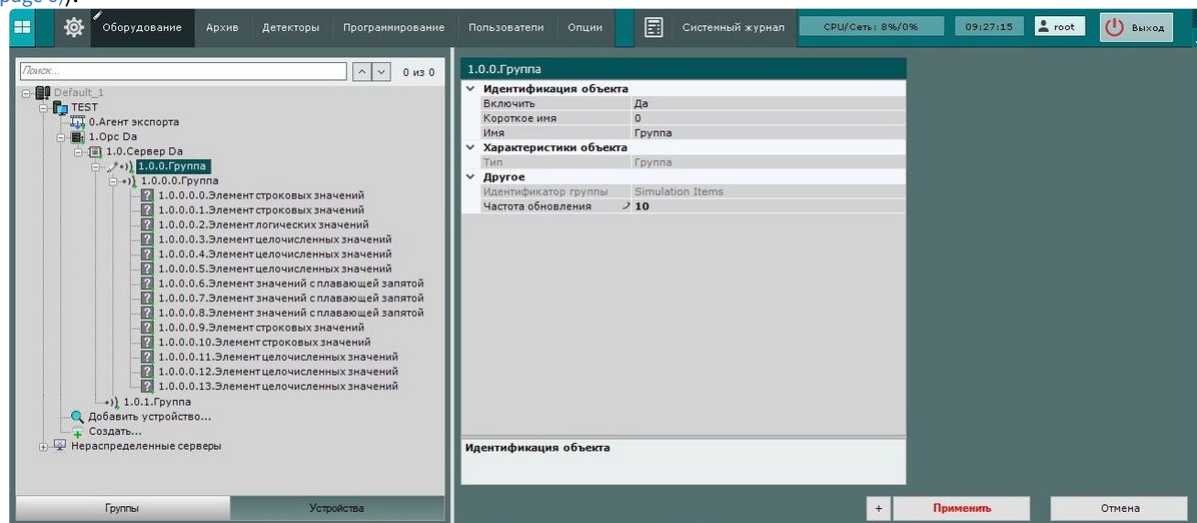 page 6)).
Оборудование Архив Детекторы Программирование Пользователи Опции Системный журнал CPU/Сеть: 8%/0% 09:27:15 root Выход
Поиск... 0 из 0
Default_1
TEST
0.Агент экспорта
1.Opc Da
1.0.Сервер Da
1.0.0.Группа
1.0.0.0.Группа
1.0.0.0.0.Элемент строковых значений
1.0.0.0.1.Элемент строковых значений
1.0.0.0.2.Элемент логических значений
1.0.0.0.3.Элемент целочисленных значений
1.0.0.0.4.Элемент целочисленных значений
1.0.0.0.5.Элемент целочисленных значений
1.0.0.0.6.Элемент значений с плавающей запятой
1.0.0.0.7.Элемент значений с плавающей запятой
1.0.0.0.8.Элемент значений с плавающей запятой
1.0.0.0.9.Элемент строковых значений
1.0.0.0.10.Элемент строковых значений
1.0.0.0.11.Элемент целочисленных значений
1.0.0.0.12.Элемент целочисленных значений
1.0.0.0.13.Элемент целочисленных значений
1.0.1.Группа
Добавить устройство...
Создать...
Нераспределенные серверы
Группы Устройства
1.0.0.Группа
Идентификация объекта
Включить Да
Короткое имя 0
Имя Группа
Характеристики объекта
Тип Группа
Другое
Идентификатор группы Simulation Items
Частота обновления 10
Идентификация объекта
+ Применить Отмена